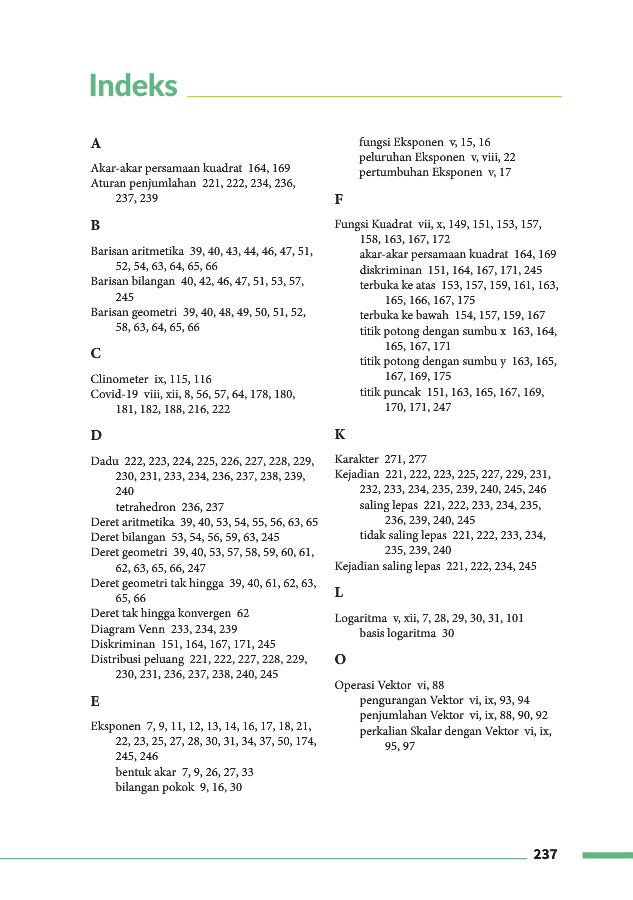 Indeks
A
Akar-akar persamaan kuadrat 164, 169
Aturan penjumlahan 221, 222, 234, 236,
237, 239
B
Barisan aritmetika 39, 40, 43, 44, 46, 47, 51,
52, 54, 63, 64, 65, 66
Barisan bilangan 40, 42, 46, 47, 51, 53, 57,
245
Barisan geometri 39, 40, 48, 49, 50, 51, 52,
58, 63, 64, 65, 66
C
Clinometer ix, 115, 116
Covid-19 viii, xii, 8, 56, 57, 64, 178, 180,
181, 182, 188, 216, 222
D
Dadu 222, 223, 224, 225, 226, 227, 228, 229,
230, 231, 233, 234, 236, 237, 238, 239,
240
tetrahedron 236, 237
Deret aritmetika 39, 40, 53, 54, 55, 56, 63, 65
Deret bilangan 53, 54, 56, 59, 63, 245
Deret geometri 39, 40, 53, 57, 58, 59, 60, 61,
62, 63, 65, 66, 247
Deret geometri tak hingga 39, 40, 61, 62, 63,
65, 66
Deret tak hingga konvergen 62
Diagram Venn 233, 234, 239
Diskriminan 151, 164, 167, 171, 245
Distribusi peluang 221, 222, 227, 228, 229,
230, 231, 236, 237, 238, 240, 245
E
Eksponen 7, 9, 11, 12, 13, 14, 16, 17, 18, 21,
22, 23, 25, 27, 28, 30, 31, 34, 37, 50, 174,
245, 246
bentuk akar 7, 9, 26, 27, 33
bilangan pokok 9, 16, 30
fungsi Eksponen v, 15, 16
peluruhan Eksponen v, viii, 22
pertumbuhan Eksponen v, 17
F
Fungsi Kuadrat vii, x, 149, 151, 153, 157,
158, 163, 167, 172
akar-akar persamaan kuadrat 164, 169
diskriminan 151, 164, 167, 171, 245
terbuka ke atas 153, 157, 159, 161, 163,
165, 166, 167, 175
terbuka ke bawah 154, 157, 159, 167
titik potong dengan sumbu x 163, 164,
165, 167, 171
titik potong dengan sumbu y 163, 165,
167, 169, 175
titik puncak 151, 163, 165, 167, 169,
170, 171, 247
K
Karakter 271, 277
Kejadian 221, 222, 223, 225, 227, 229, 231,
232, 233, 234, 235, 239, 240, 245, 246
saling lepas 221, 222, 233, 234, 235,
236, 239, 240, 245
tidak saling lepas 221, 222, 233, 234,
235, 239, 240
Kejadian saling lepas 221, 222, 234, 245
L
Logaritma v, xii, 7, 28, 29, 30, 31, 101
basis logaritma 30
O
Operasi Vektor vi, 88
pengurangan Vektor vi, ix, 93, 94
penjumlahan Vektor vi, ix, 88, 90, 92
perkalian Skalar dengan Vektor vi, ix,
95, 97
237